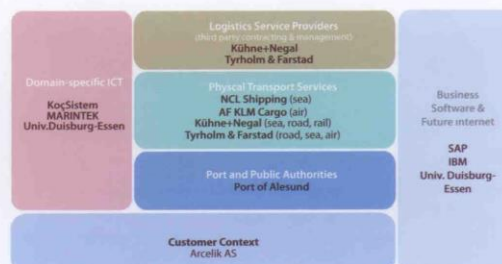 Logistics Service Providers
(third party contracting & management)
Kühne+Negal
Tyrholm & Farstad
Domain-specific ICT
KoçSistem
MARINTEK
Univ.Duisburg-Essen
Physcal Transport Services
NCL Shipping (sea)
AF KLM Cargo (air)
Kühne+Negal (sea, road, rail)
Tyrholm & Farstad (road, sea, air)
Port and Public Authorities
Port of Alesund
Business
Software &
Future internet
SAP
IBM
Univ. Duisburg-
Essen
Customer Context
Arcelik AS